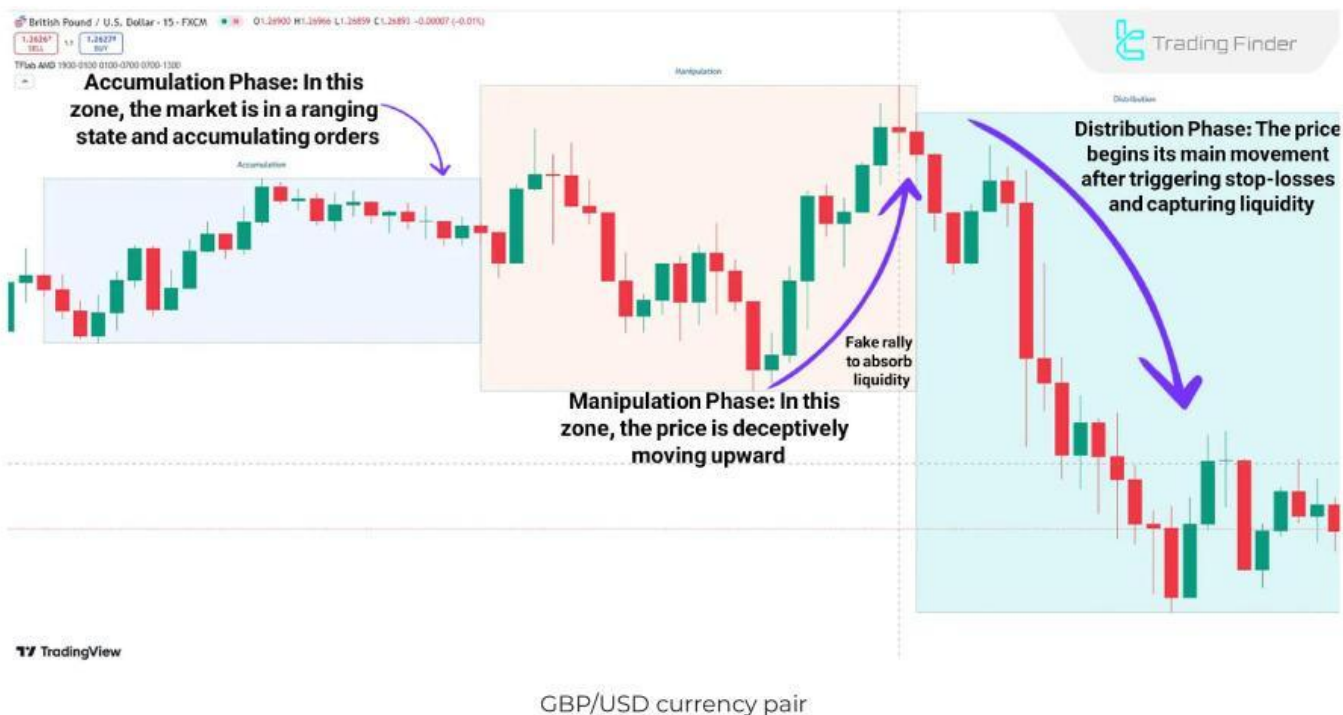 British Pound / U.S. Dollar - 15 - FXCM O1.26900 H1.26966 L1.26859 C1.26893 -0.00007 (-0.01%)
1.2626 SELL 1.1 1.2627 BUY
TFlab AMD 1900-0100 0100-0700 0700-1300
Trading Finder
Accumulation Phase: In this
zone, the market is in a ranging
state and accumulating orders
Accumulation
Manipulation
Distribution
Distribution Phase: The price
begins its main movement
after triggering stop-losses
and capturing liquidity
Fake rally
to absorb
liquidity
Manipulation Phase: In this
zone, the price is deceptively
moving upward
TradingView
GBP/USD currency pair